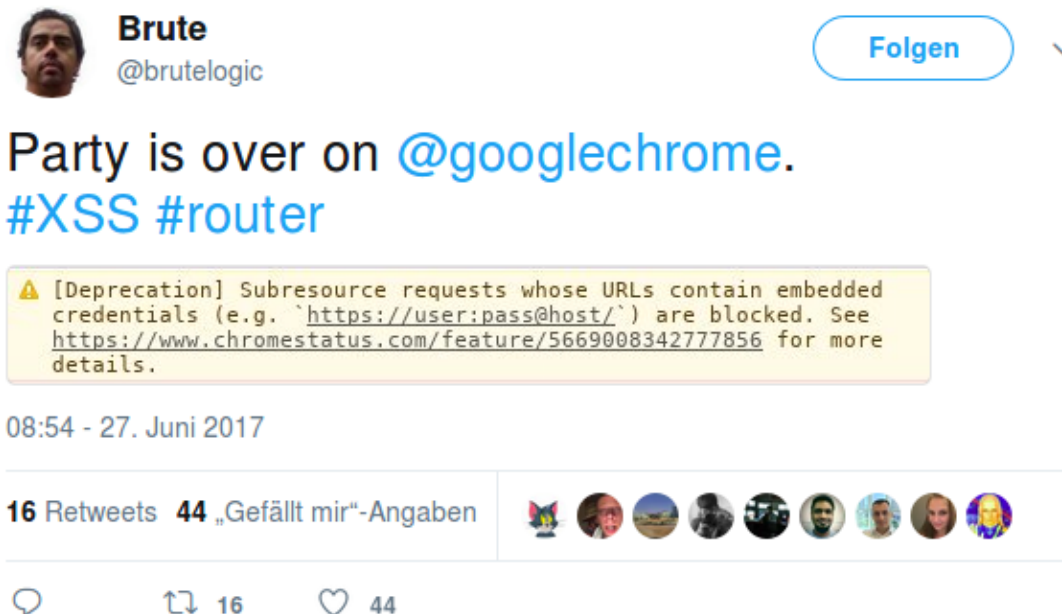 Brute
@brutelogic
Folgen
Party is over on @googlechrome.
#XSS #router
[Deprecation] Subresource requests whose URLs contain embedded
credentials (e.g. `https://user:pass@host/`) are blocked. See
https://www.chromestatus.com/feature/5669008342777856 for more
details.
08:54 - 27. Juni 2017
16 Retweets 44 „Gefällt mir“-Angaben
16 44